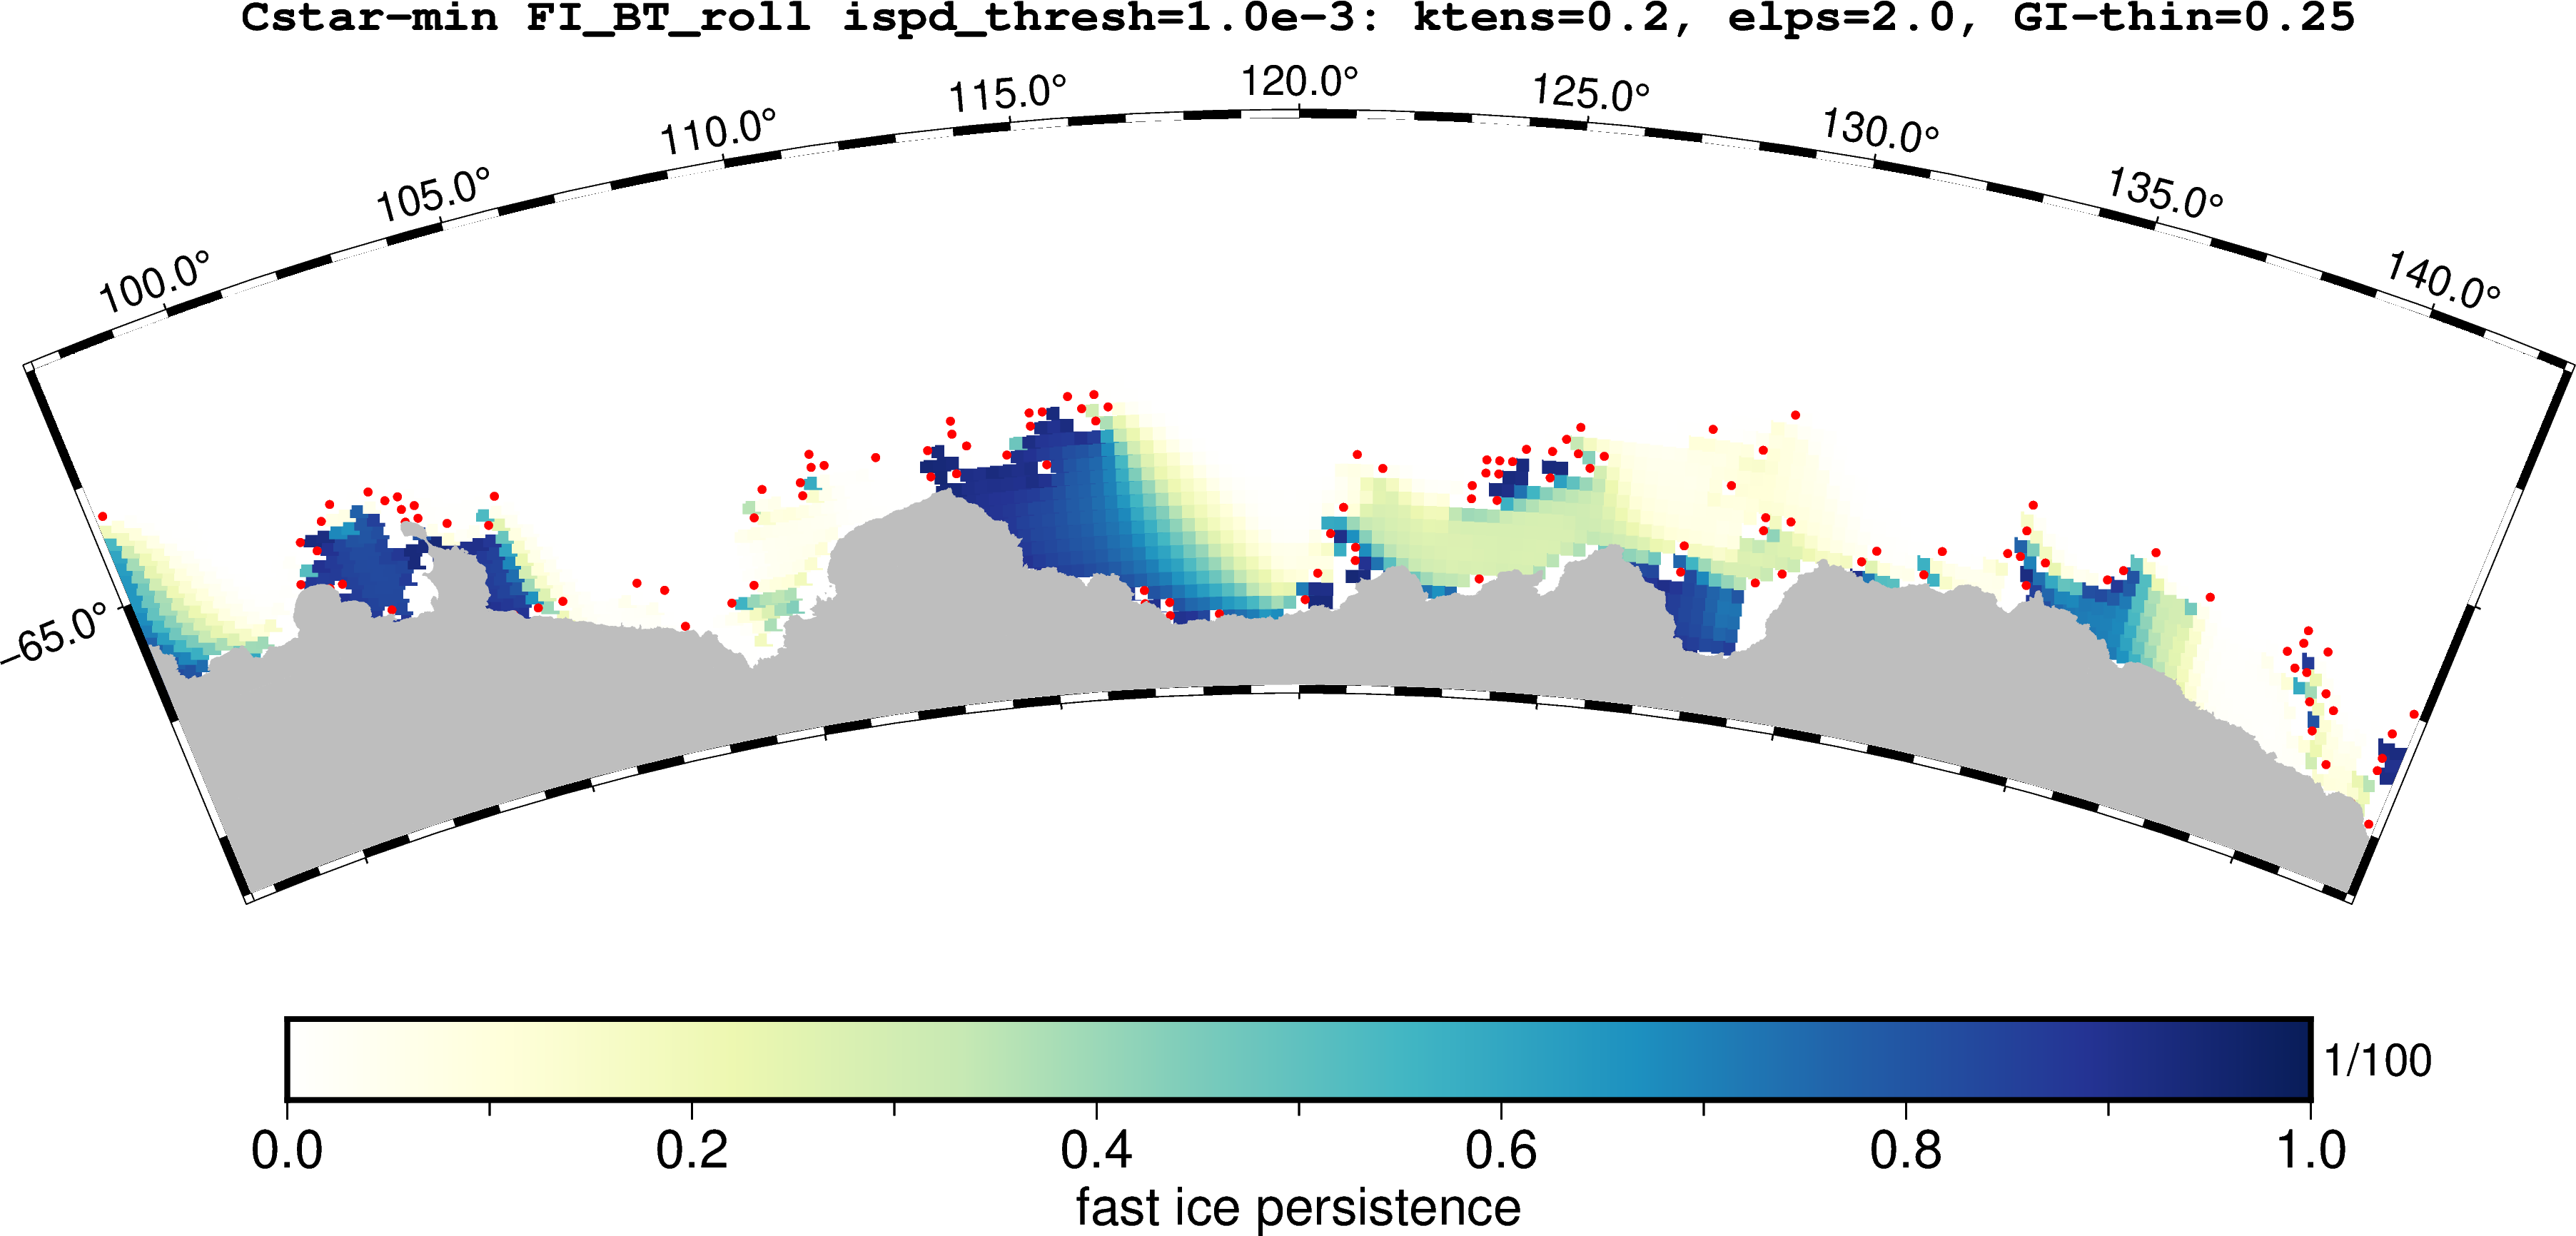 Cstar-min FI_BT_roll ispd_thresh=1.0e-3: ktens=0.2, elps=2.0, GI-thin=0.25
100.0° 105.0° 110.0° 115.0° 120.0° 125.0° 130.0° 135.0° 140.0°
-65.0°
1/100
0.0 0.2 0.4 0.6 0.8 1.0
fast ice persistence